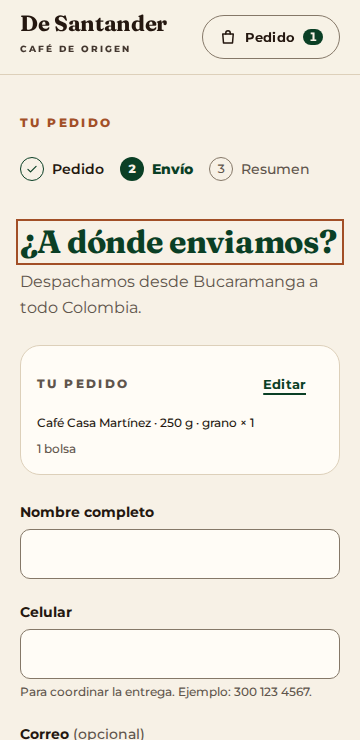 De Santander
CAFÉ DE ORIGEN
Pedido 1
TU PEDIDO
Pedido 2 Envío 3 Resumen
¿A dónde enviamos?
Despachamos desde Bucaramanga a
todo Colombia.
TU PEDIDO Editar
Café Casa Martínez · 250 g · grano × 1
1 bolsa
Nombre completo
Celular
Para coordinar la entrega. Ejemplo: 300 123 4567.
Correo (opcional)